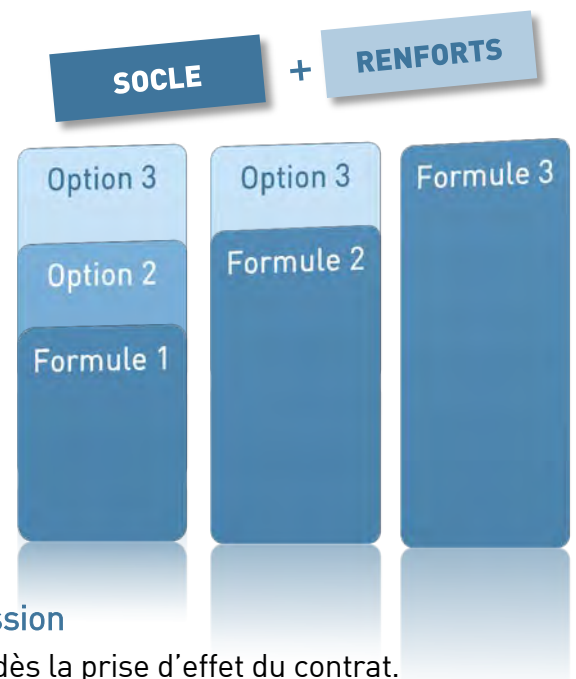 SOCLE + RENFORTS
Option 3
Option 2
Formule 1
Option 3
Formule 2
Formule 3
dès la prise d'effet du contrat.